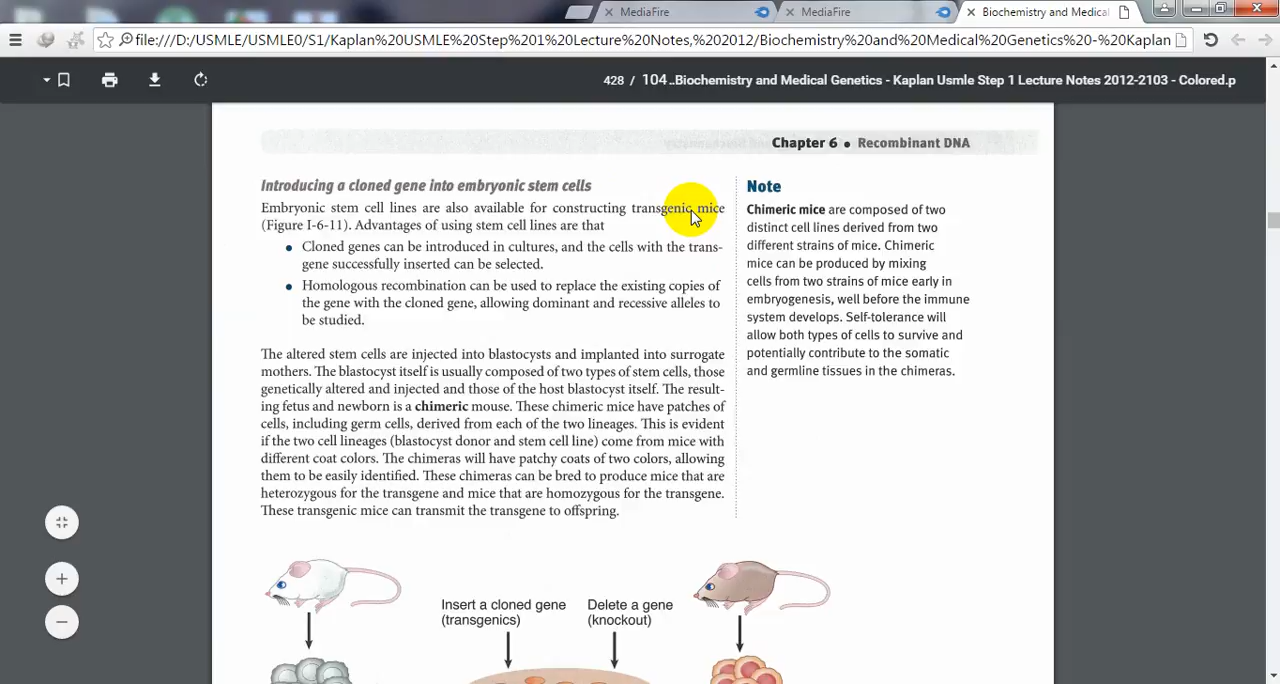 MediaFire
MediaFire
Biochemistry and Medical
file:///D:/USMLE/USMLE0/S1/Kaplan%20USMLE%20Step%201%20Lecture%20Notes,%202012/Biochemistry%20and%20Medical%20Genetics%20-%20Kaplan
428 / 104..Biochemistry and Medical Genetics - Kaplan Usmle Step 1 Lecture Notes 2012-2103 - Colored.p
Chapter 6 • Recombinant DNA
Introducing a cloned gene into embryonic stem cells
Embryonic stem cell lines are also available for constructing transgenic mice
(Figure I-6-11). Advantages of using stem cell lines are that
• Cloned genes can be introduced in cultures, and the cells with the trans-
gene successfully inserted can be selected.
• Homologous recombination can be used to replace the existing copies of
the gene with the cloned gene, allowing dominant and recessive alleles to
be studied.
The altered stem cells are injected into blastocysts and implanted into surrogate
mothers. The blastocyst itself is usually composed of two types of stem cells, those
genetically altered and injected and those of the host blastocyst itself. The result-
ing fetus and newborn is a chimeric mouse. These chimeric mice have patches of
cells, including germ cells, derived from each of the two lineages. This is evident
if the two cell lineages (blastocyst donor and stem cell line) come from mice with
different coat colors. The chimeras will have patchy coats of two colors, allowing
them to be easily identified. These chimeras can be bred to produce mice that are
heterozygous for the transgene and mice that are homozygous for the transgene.
These transgenic mice can transmit the transgene to offspring.
Note
Chimeric mice are composed of two
distinct cell lines derived from two
different strains of mice. Chimeric
mice can be produced by mixing
cells from two strains of mice early in
embryogenesis, well before the immune
system develops. Self-tolerance will
allow both types of cells to survive and
potentially contribute to the somatic
and germline tissues in the chimeras.
Insert a cloned gene
(transgenics)
Delete a gene
(knockout)